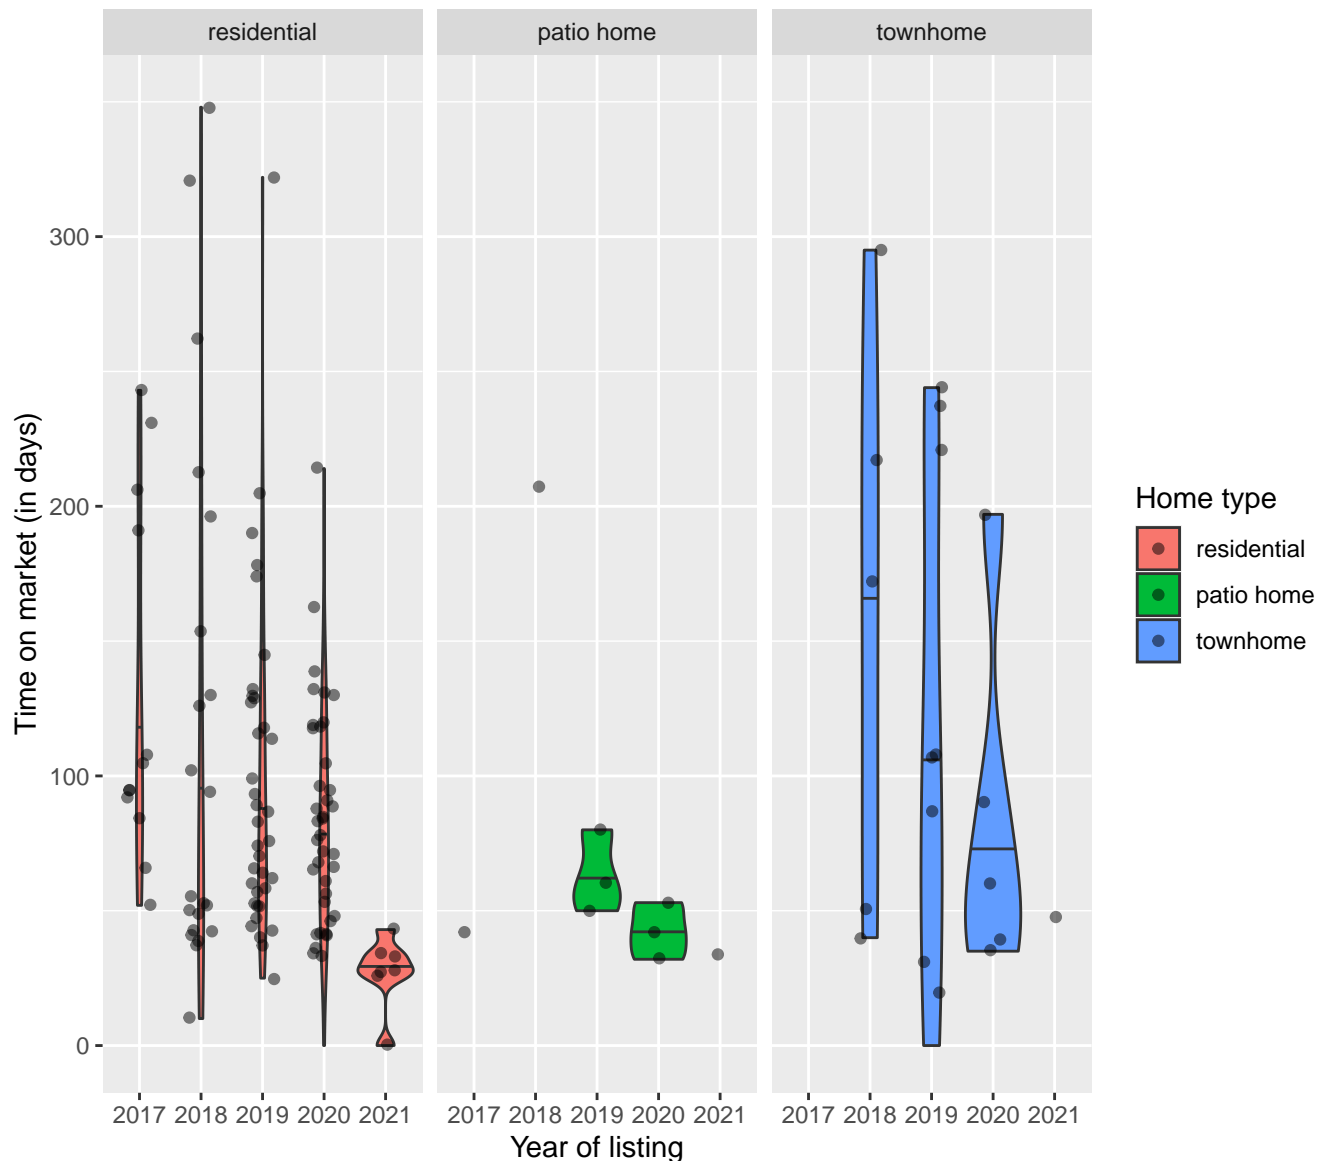 residential patio home townhome
300
200
100
0
Time on market (in days)
2017 2018 2019 2020 2021 2017 2018 2019 2020 2021 2017 2018 2019 2020 2021
Year of listing
Home type
residential
patio home
townhome